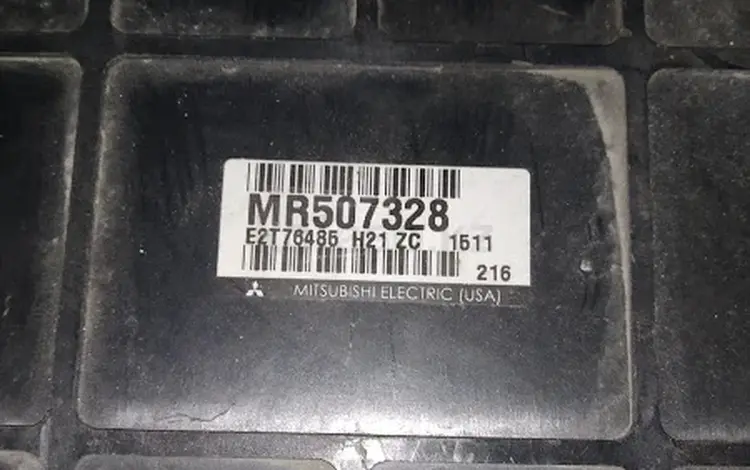 MR507328
E2T76485 H21 ZC 1511
216
MITSUBISHI ELECTRIC (USA)